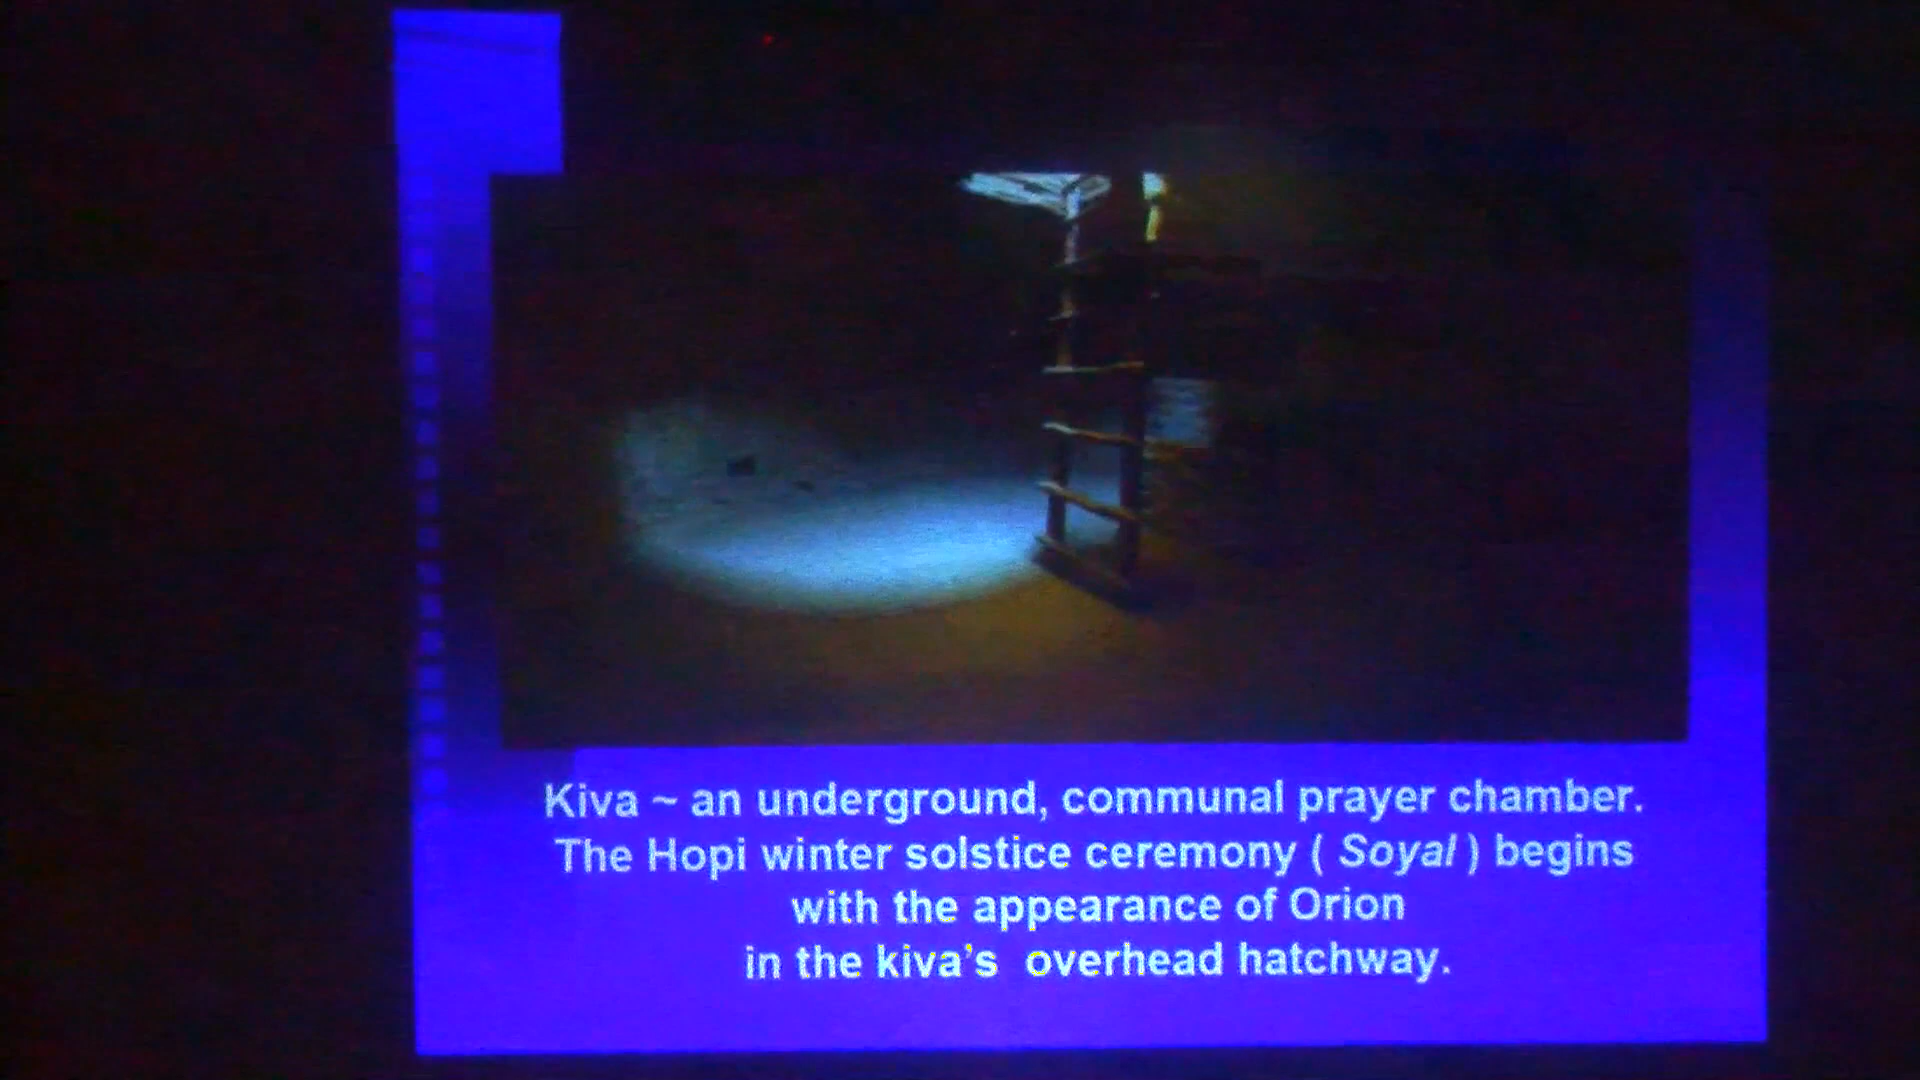 Kiva ~ an underground, communal prayer chamber.
The Hopi winter solstice ceremony ( Soyal ) begins
with the appearance of Orion
in the kiva's  overhead hatchway.